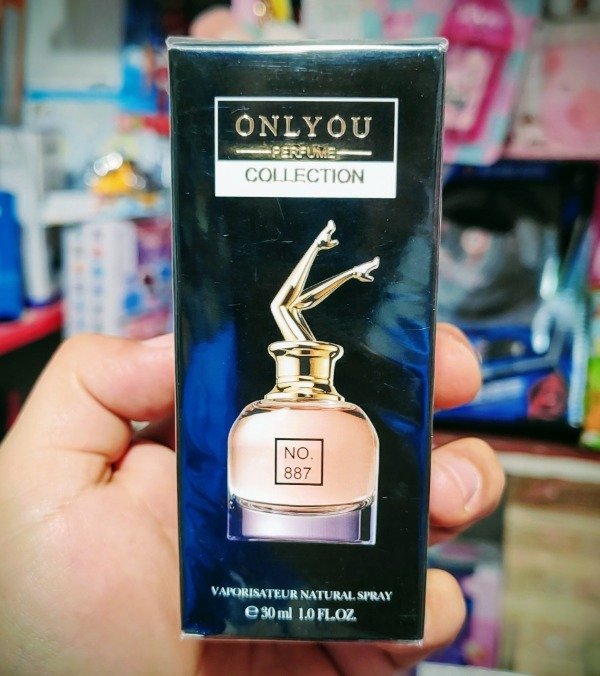 ONLYOU
PERFUME
COLLECTION
NO.
887
VAPORISATEUR NATURAL SPRAY
℮ 30 ml 1.0 FL.OZ.